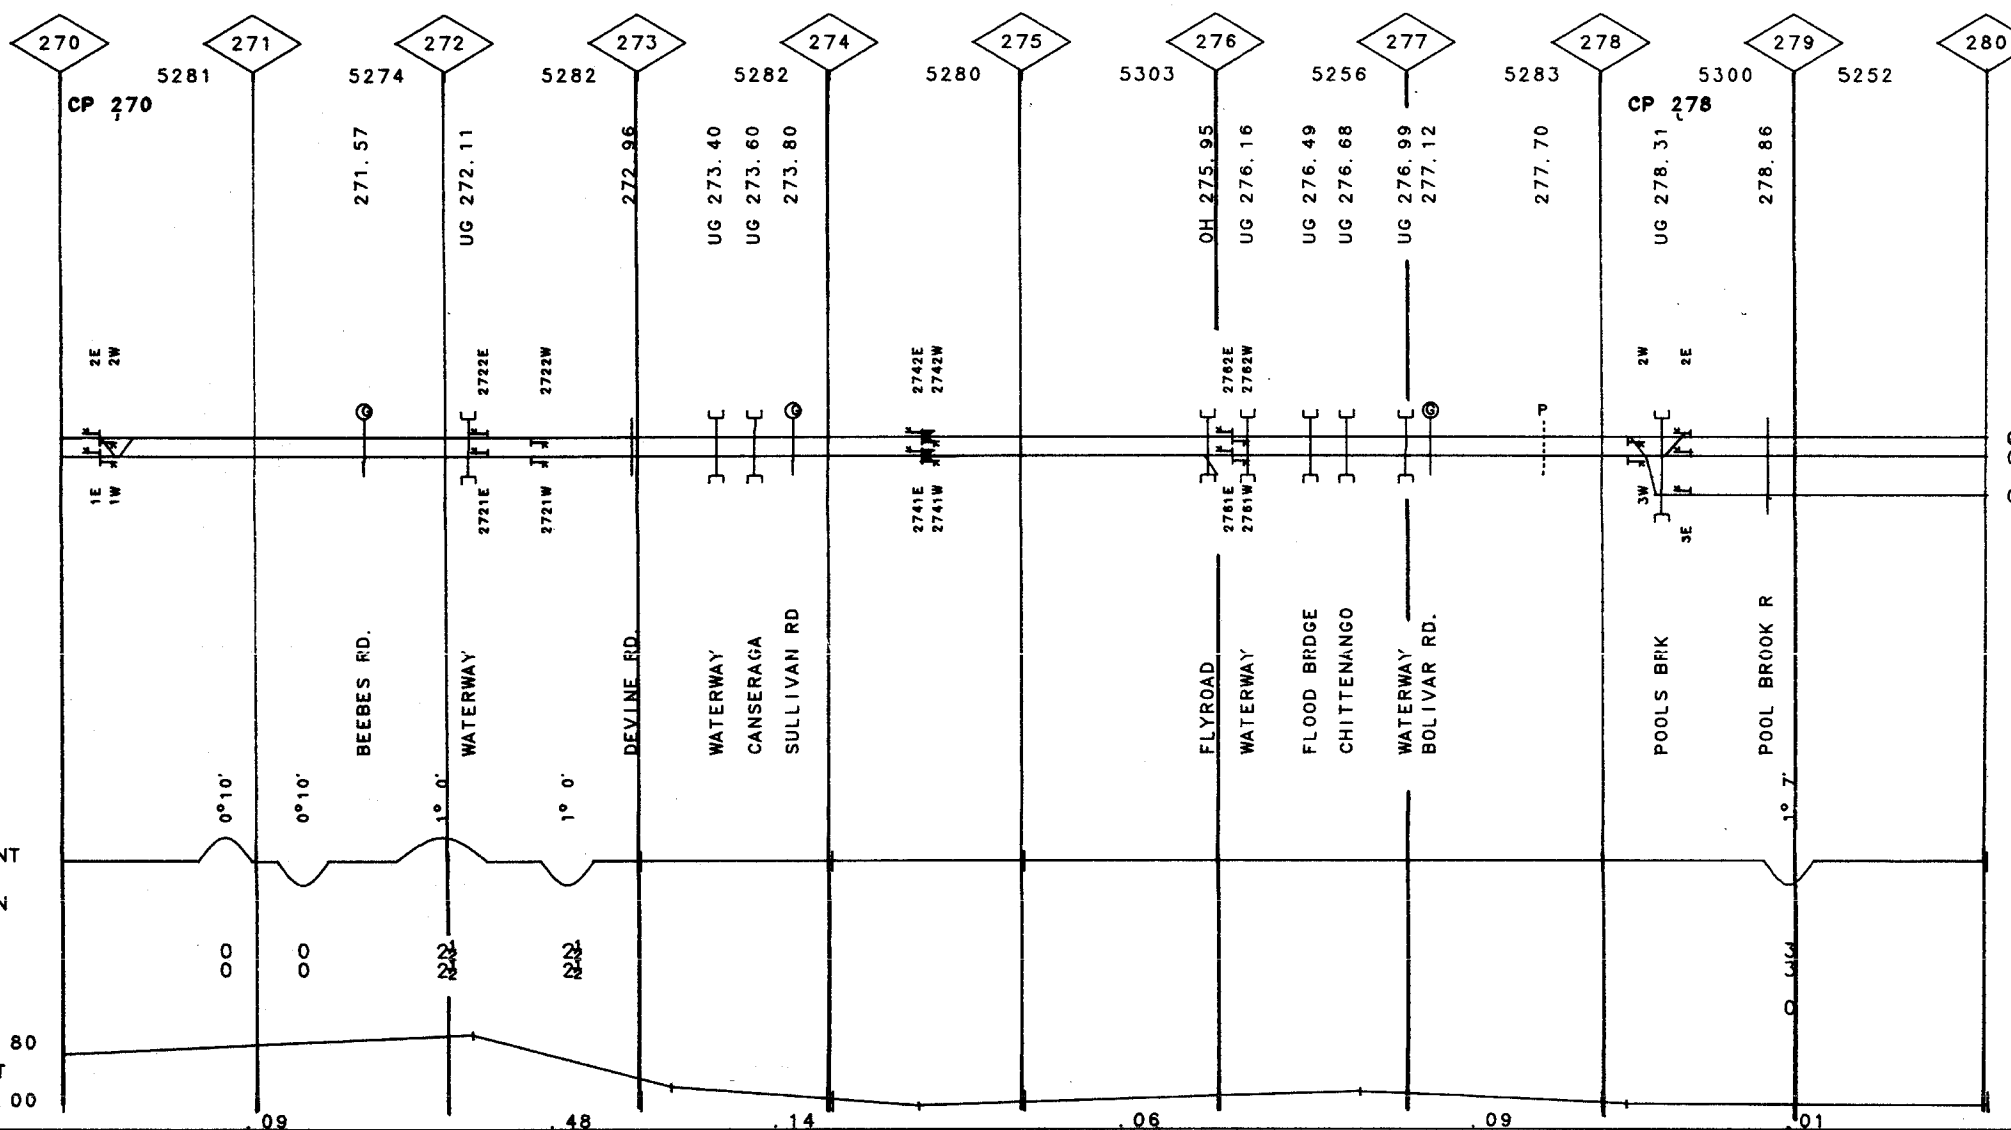 270 271 272 273 274 275 276 277 278 279 280
5281 5274 5282 5282 5280 5303 5256 5283 5300 5252
CP 270 CP 278
271.57
UG 272.11
272.96
UG 273.40
UG 273.60
273.80
OH 275.95
UG 276.16
UG 276.49
UG 276.68
UG 276.99
277.12
277.70
UG 278.31
278.86
2E
2W
2722E
2722W
2742E
2742W
2762E
2762W
2W
2E
G G G P
1E
1W
2721E
2721W
2741E
2741W
2761E
2761W
3W
3E
BEEBES RD.
WATERWAY
DEVINE RD.
WATERWAY
CANSERAGA
SULLIVAN RD
FLYROAD
WATERWAY
FLOOD BRDGE
CHITTENANGO
WATERWAY
BOLIVAR RD.
POOLS BRK
POOL BROOK R
0°10'
0°10'
1° 0'
1° 0'
1° 7'
NT
0 0
0 0
3
3
0
80
T
00
.09 .48 .14 .06 .09 .01